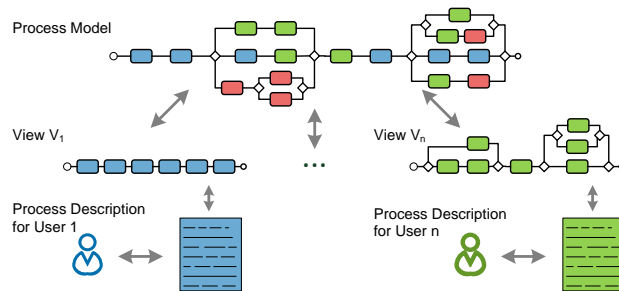 Process Model
View V1
...
View Vn
Process Description
for User 1
Process Description
for User n